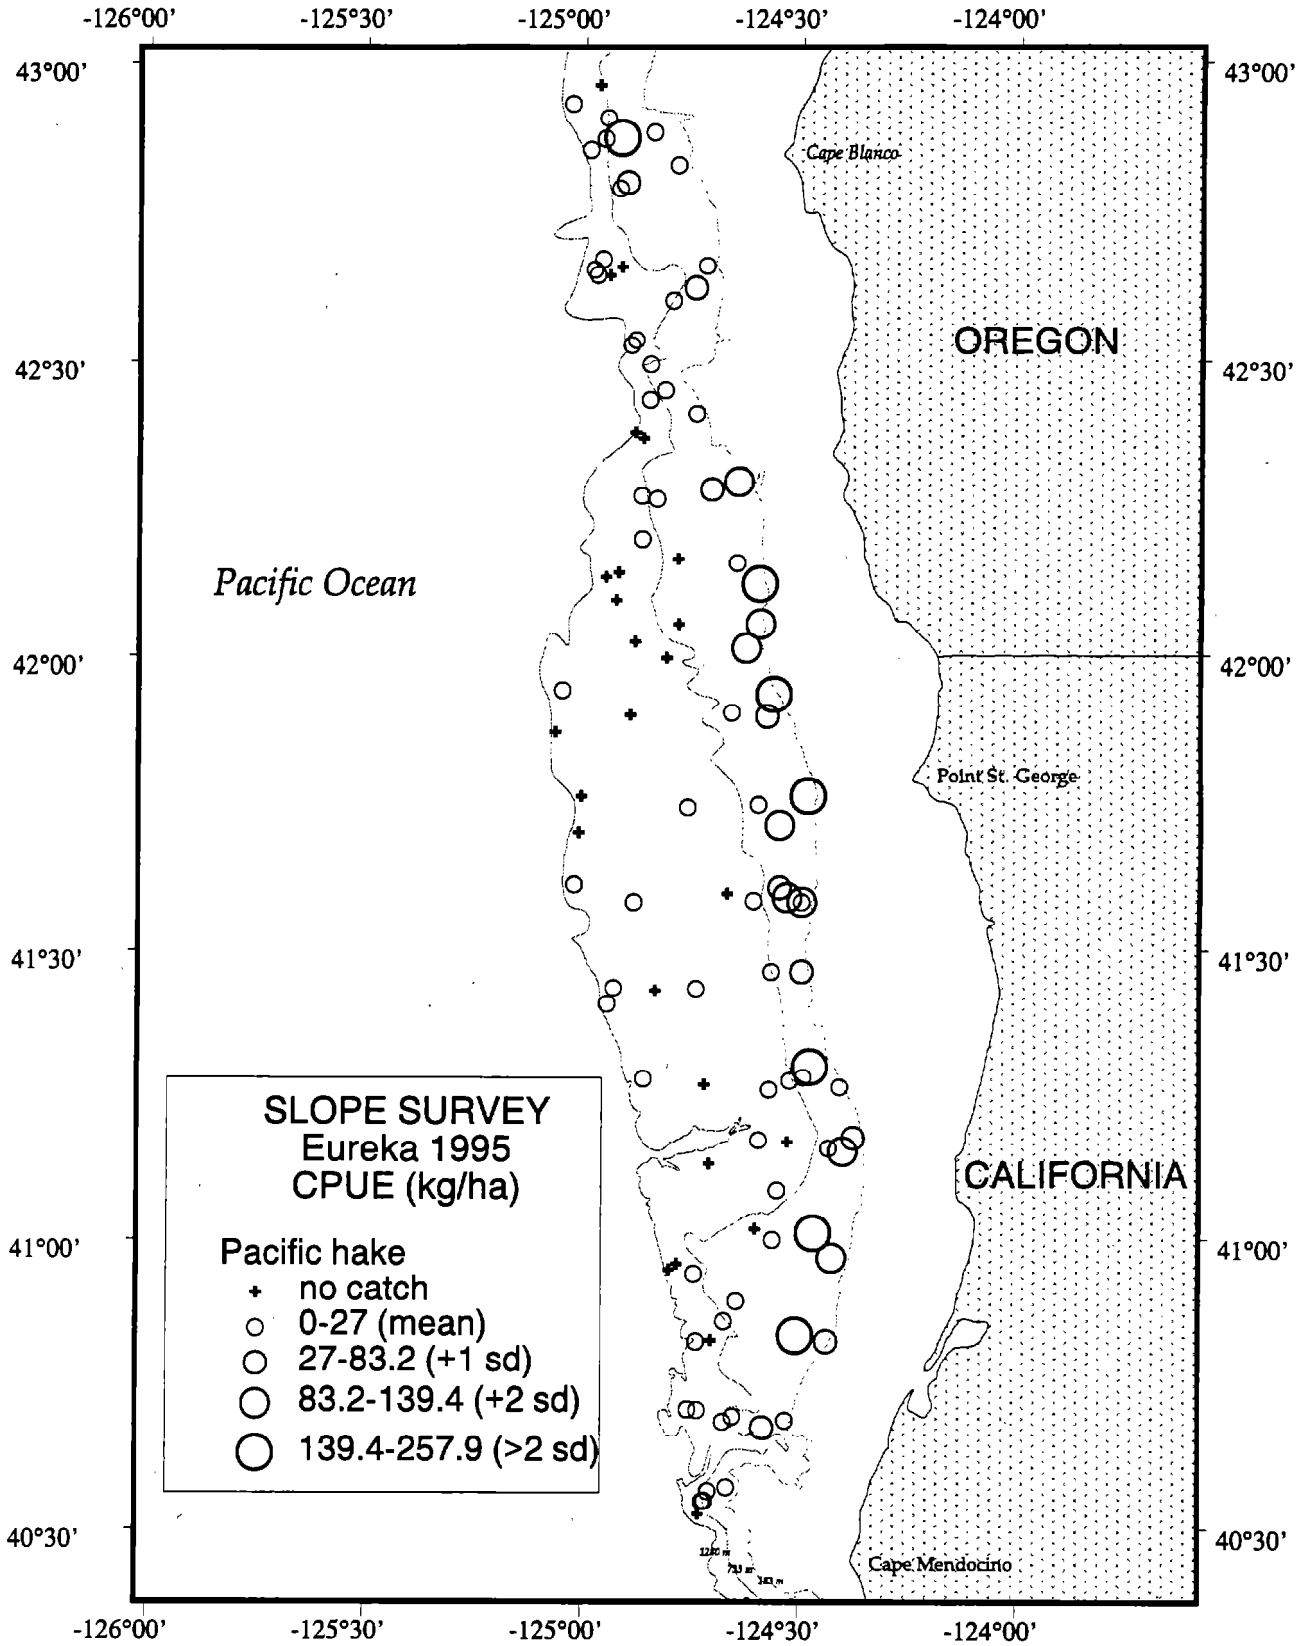 -126°00' -125°30' -125°00' -124°30' -124°00'
43°00' 43°00'
Cape Blanco
OREGON
42°30' 42°30'
Pacific Ocean
42°00' 42°00'
Point St. George
41°30' 41°30'
SLOPE SURVEY
Eureka 1995
CPUE (kg/ha)
CALIFORNIA
41°00' 41°00'
Pacific hake
no catch
0-27 (mean)
27-83.2 (+1 sd)
83.2-139.4 (+2 sd)
139.4-257.9 (>2 sd)
40°30' 40°30'
Cape Mendocino
-126°00' -125°30' -125°00' -124°30' -124°00'